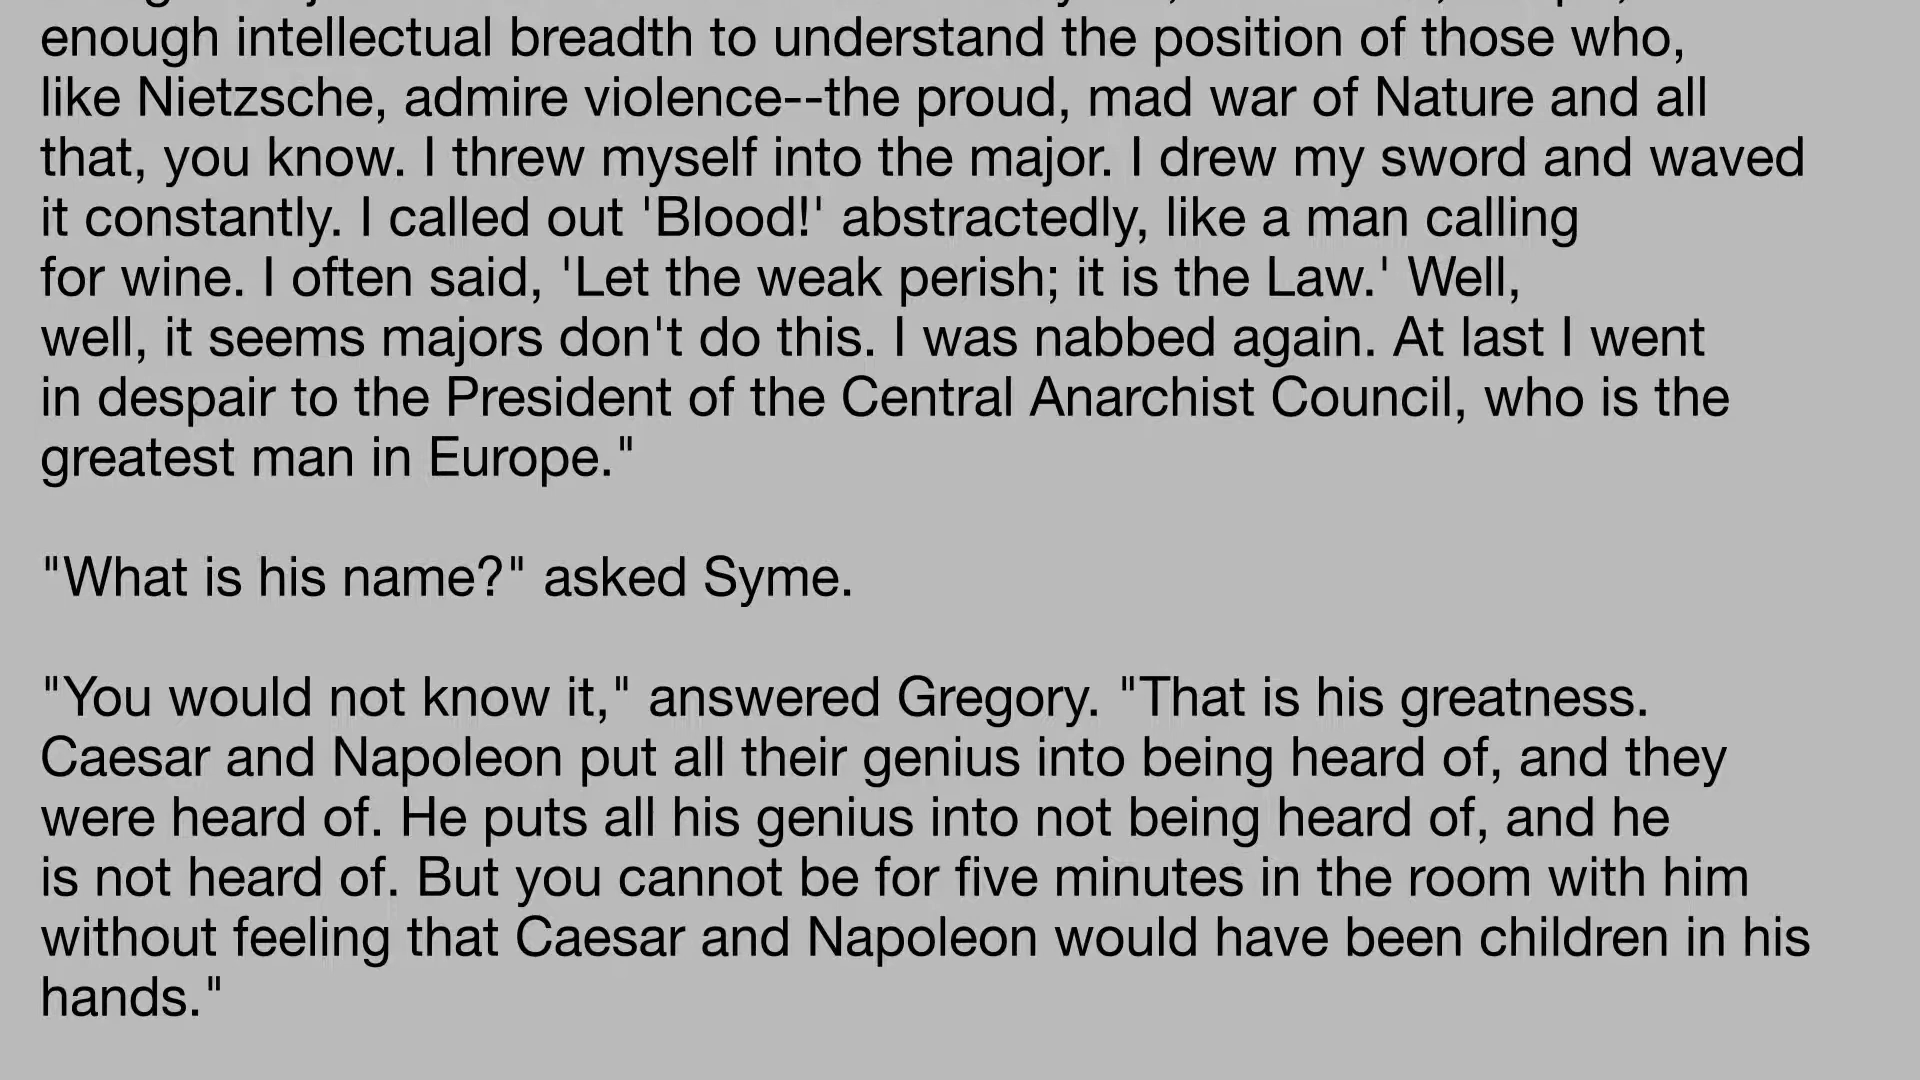 enough intellectual breadth to understand the position of those who,
like Nietzsche, admire violence--the proud, mad war of Nature and all
that, you know. I threw myself into the major. I drew my sword and waved
it constantly. I called out 'Blood!' abstractedly, like a man calling
for wine. I often said, 'Let the weak perish; it is the Law.' Well,
well, it seems majors don't do this. I was nabbed again. At last I went
in despair to the President of the Central Anarchist Council, who is the
greatest man in Europe."
"What is his name?" asked Syme.
"You would not know it," answered Gregory. "That is his greatness.
Caesar and Napoleon put all their genius into being heard of, and they
were heard of. He puts all his genius into not being heard of, and he
is not heard of. But you cannot be for five minutes in the room with him
without feeling that Caesar and Napoleon would have been children in his
hands."